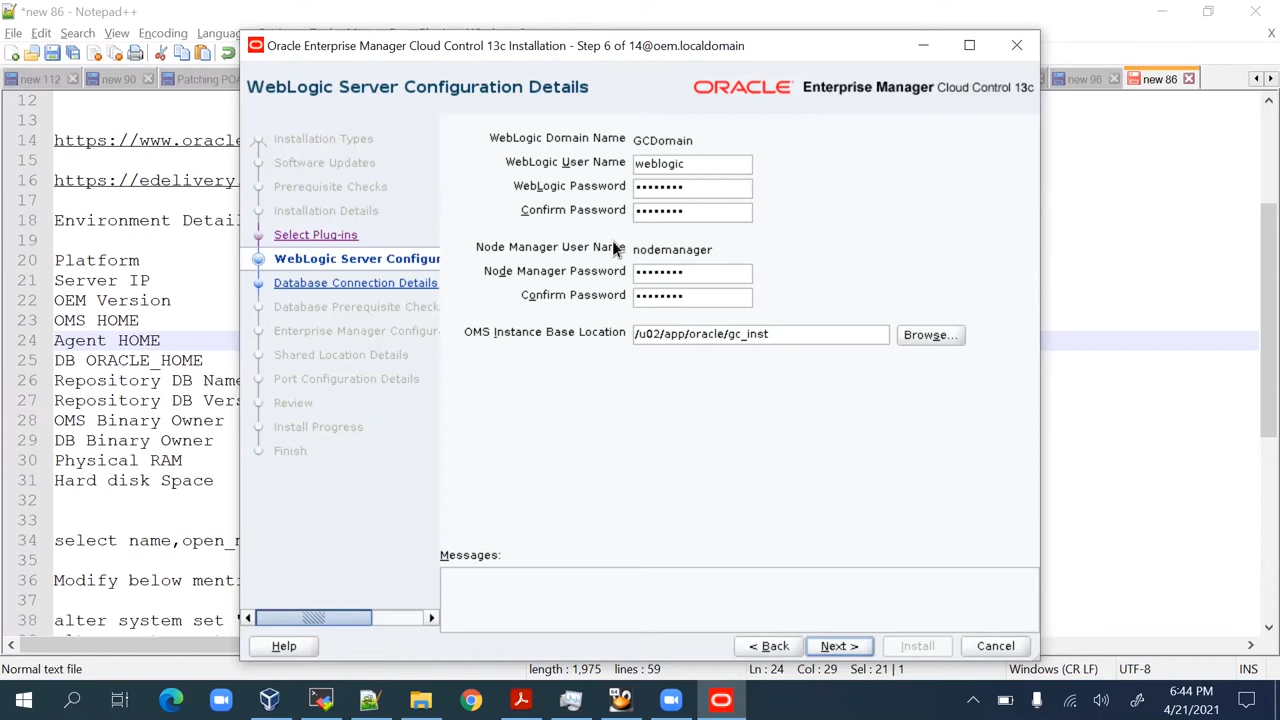 *new 86 - Notepad++
File Edit Search View Encoding Langua
new 112 new 90 Patching POA new 96 new 86
X
Oracle Enterprise Manager Cloud Control 13c Installation - Step 6 of 14@oem.localdomain
WebLogic Server Configuration Details
ORACLE Enterprise Manager Cloud Control 13c
Installation Types
Software Updates
Prerequisite Checks
Installation Details
Select Plug-ins
WebLogic Server Configur
Database Connection Details
Database Prerequisite Check
Enterprise Manager Configura
Shared Location Details
Port Configuration Details
Review
Install Progress
Finish
WebLogic Domain Name GCDomain
WebLogic User Name weblogic
WebLogic Password ••••••••
Confirm Password ••••••••
Node Manager User Name nodemanager
Node Manager Password ••••••••
Confirm Password ••••••••
OMS Instance Base Location /u02/app/oracle/gc_inst Browse...
Messages:
Help < Back Next > Install Cancel
12
13
14 https://www.oracle
15
16 https://edelivery
17
18 Environment Detai
19
20 Platform
21 Server IP
22 OEM Version
23 OMS HOME
24 Agent HOME
25 DB ORACLE_HOME
26 Repository DB Name
27 Repository DB Vers
28 OMS Binary Owner
29 DB Binary Owner
30 Physical RAM
31 Hard disk Space
32
33
34 select name,open_m
35
36 Modify below menti
37
38 alter system set
Normal text file length : 1,975 lines : 59 Ln : 24 Col : 29 Sel : 21 | 1 Windows (CR LF) UTF-8 INS
6:44 PM
4/21/2021